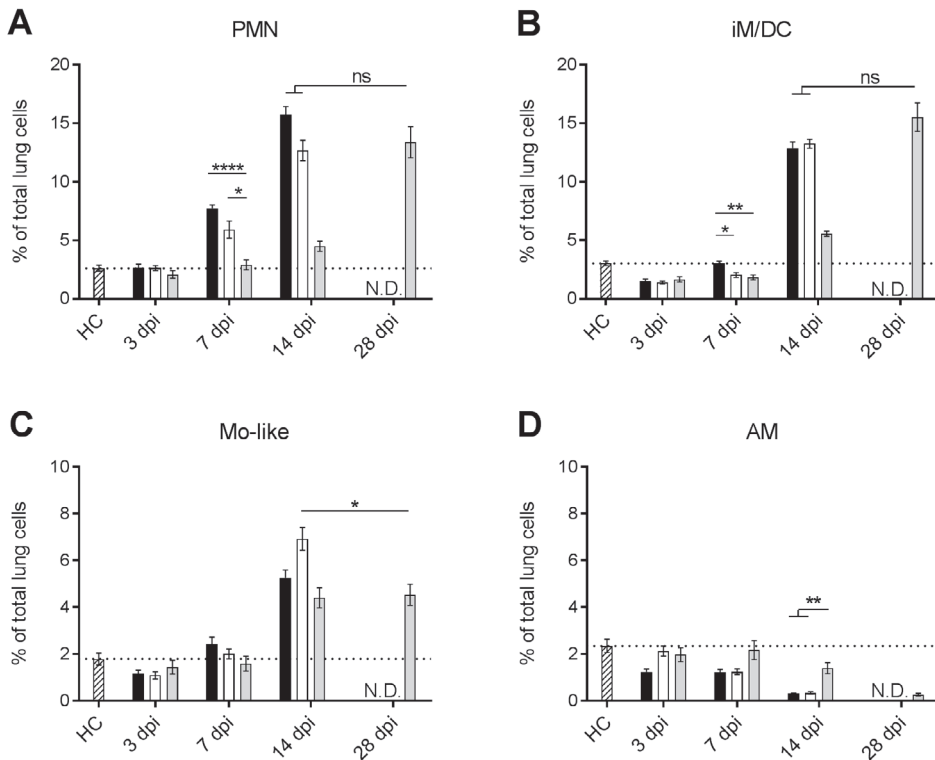 A
PMN
% of total lung cells
20
15
10
5
0
****
*
ns
N.D.
HC
3 dpi
7 dpi
14 dpi
28 dpi
B
iM/DC
% of total lung cells
20
15
10
5
0
**
*
ns
N.D.
HC
3 dpi
7 dpi
14 dpi
28 dpi
C
Mo-like
% of total lung cells
10
8
6
4
2
0
*
N.D.
HC
3 dpi
7 dpi
14 dpi
28 dpi
D
AM
% of total lung cells
10
8
6
4
2
0
**
N.D.
HC
3 dpi
7 dpi
14 dpi
28 dpi